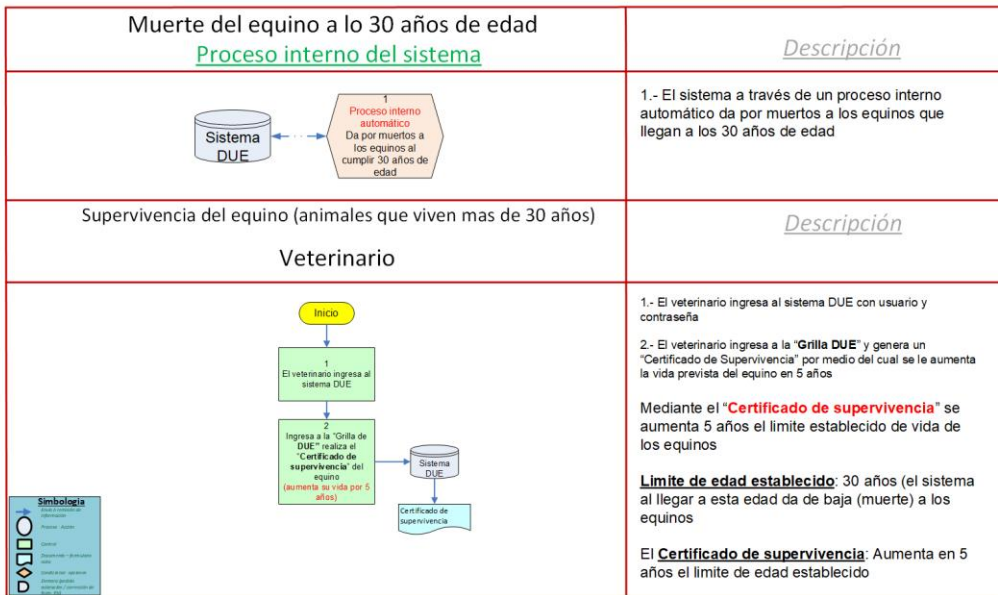 Muerte del equino a lo 30 años de edad
Proceso interno del sistema
Descripción
Sistema
DUE
1
Proceso interno
automático
Da por muertos a
los equinos al
cumplir 30 años de
edad
1.- El sistema a través de un proceso interno
automático da por muertos a los equinos que
llegan a los 30 años de edad
Supervivencia del equino (animales que viven mas de 30 años)
Veterinario
Descripción
Inicio
1
El veterinario ingresa al
sistema DUE
2
Ingresa a la "Grilla de
DUE" realiza el
"Certificado de
supervivencia" del
equino
(aumenta su vida por 5
años)
Sistema
DUE
Certificado de
supervivencia
1.- El veterinario ingresa al sistema DUE con usuario y
contraseña
2.- El veterinario ingresa a la "Grilla DUE" y genera un
"Certificado de Supervivencia" por medio del cual se le aumenta
la vida prevista del equino en 5 años
Mediante el "Certificado de supervivencia" se
aumenta 5 años el limite establecido de vida de
los equinos
Limite de edad establecido: 30 años (el sistema
al llegar a esta edad da de baja (muerte) a los
equinos
El Certificado de supervivencia: Aumenta en 5
años el limite de edad establecido
Simbologia
Control